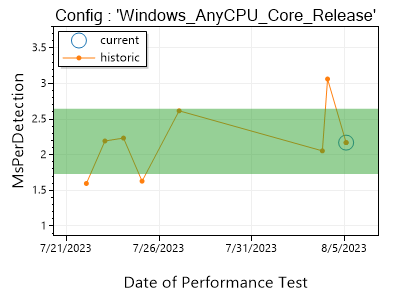 Config : 'Windows_AnyCPU_Core_Release'
current
historic
3.5
3
2.5
2
1.5
1
MsPerDetection
7/21/2023
7/26/2023
7/31/2023
8/5/2023
Date of Performance Test